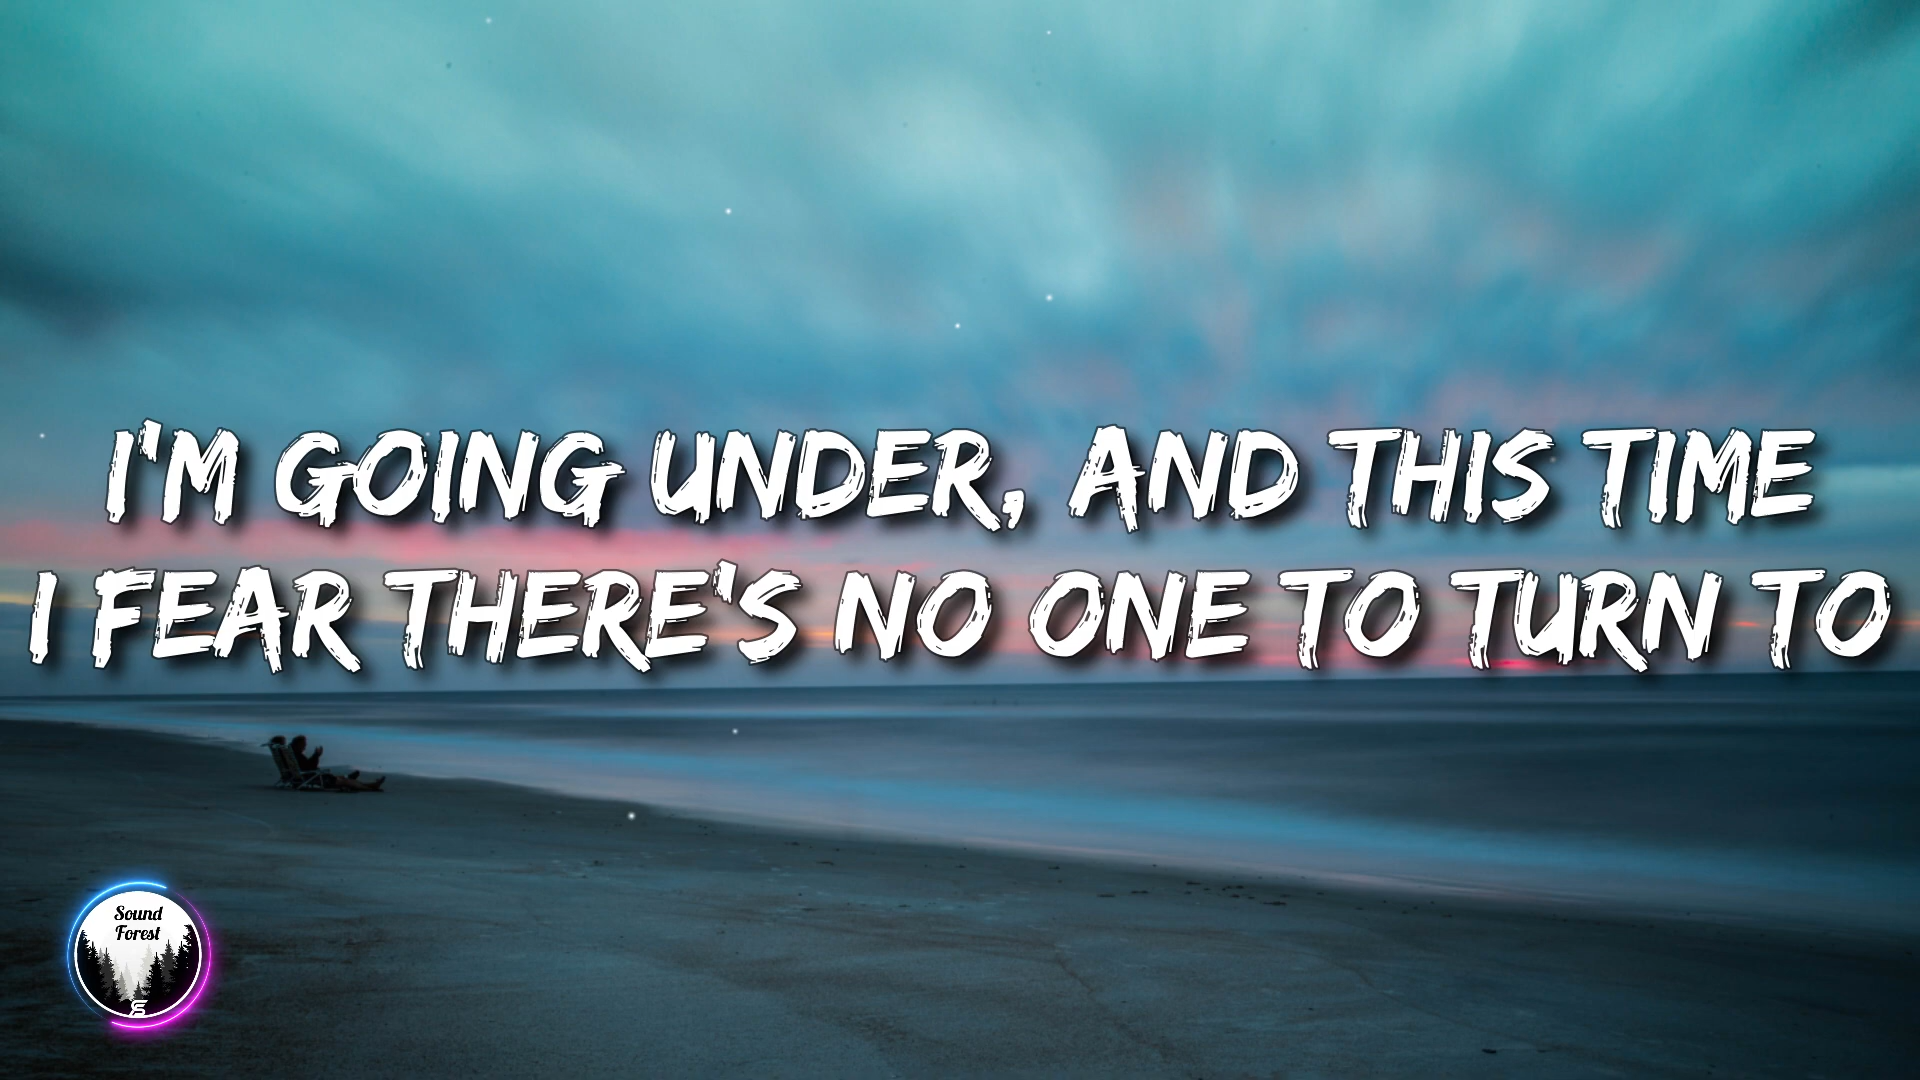 I'M GOING UNDER, AND THIS TIME
I FEAR THERE'S NO ONE TO TURN TO
Sound
Forest